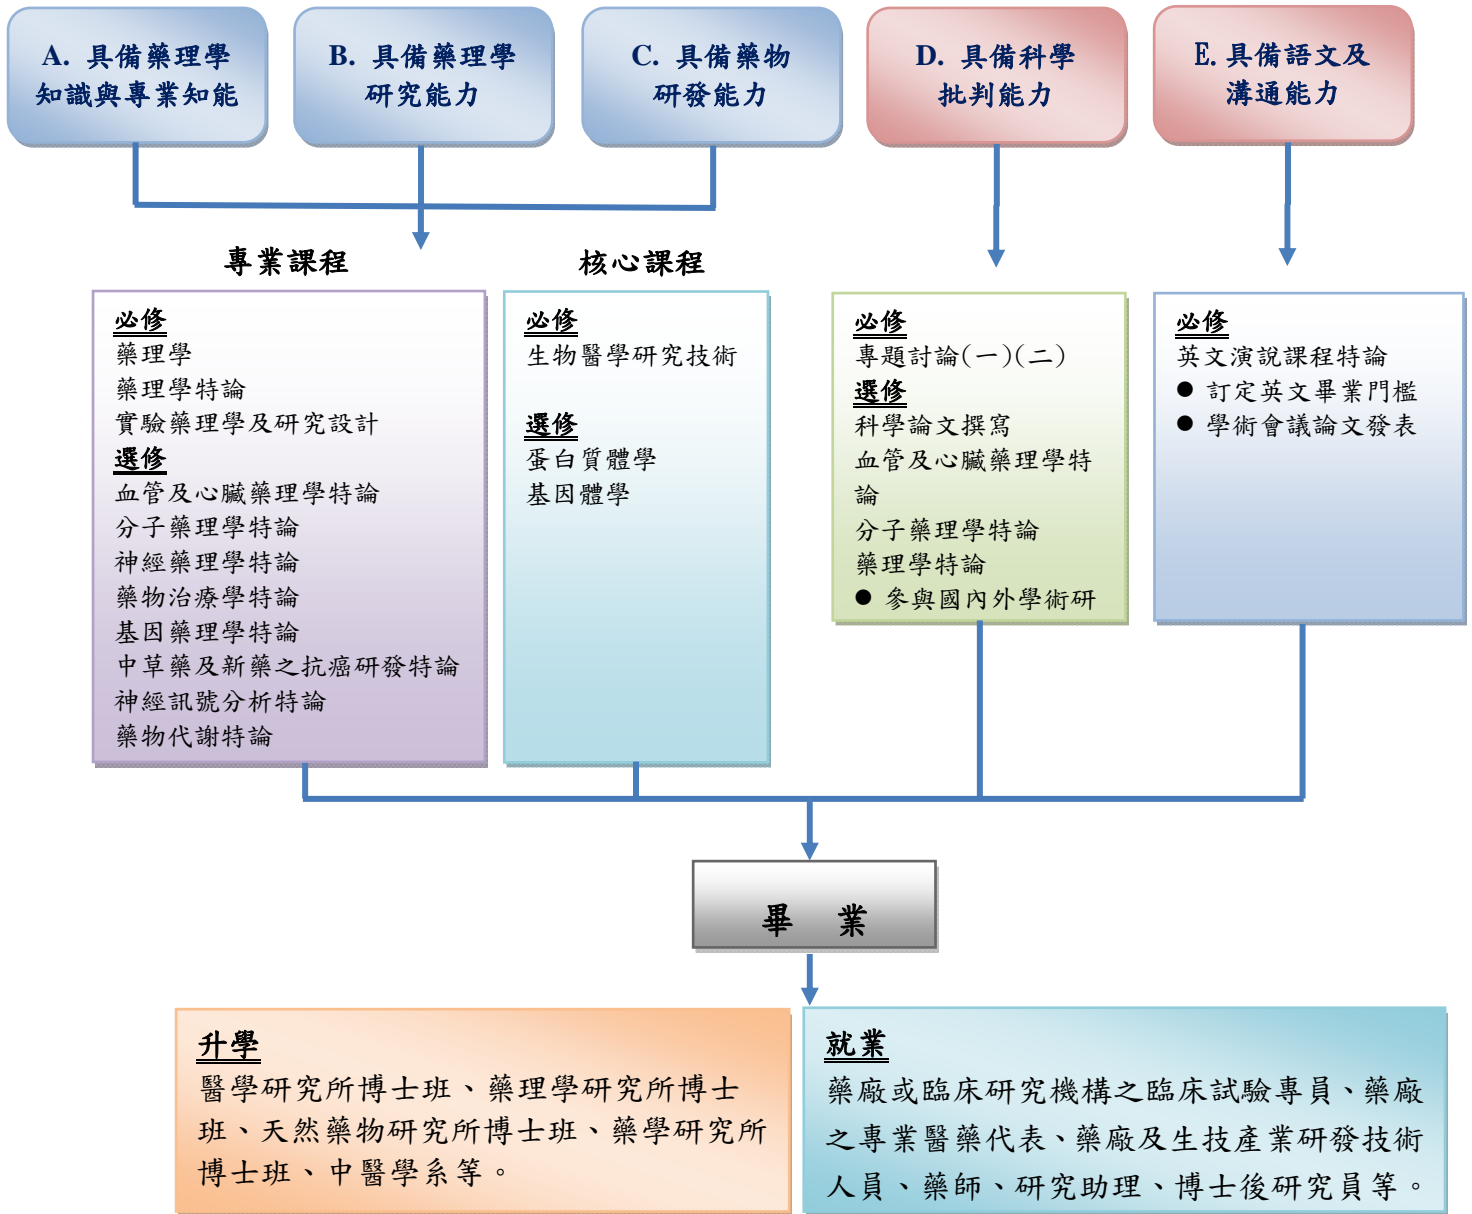 A. 具備藥理學
知識與專業知能
B. 具備藥理學
研究能力
C. 具備藥物
研發能力
D. 具備科學
批判能力
E. 具備語文及
溝通能力
專業課程
必修
藥理學
藥理學特論
實驗藥理學及研究設計
選修
血管及心臟藥理學特論
分子藥理學特論
神經藥理學特論
藥物治療學特論
基因藥理學特論
中草藥及新藥之抗癌研發特論
神經訊號分析特論
藥物代謝特論
核心課程
必修
生物醫學研究技術
選修
蛋白質體學
基因體學
必修
專題討論(一)(二)
選修
科學論文撰寫
血管及心臟藥理學特
論
分子藥理學特論
藥理學特論
● 參與國內外學術研
必修
英文演說課程特論
● 訂定英文畢業門檻
● 學術會議論文發表
畢 業
升學
醫學研究所博士班、藥理學研究所博士
班、天然藥物研究所博士班、藥學研究所
博士班、中醫學系等。
就業
藥廠或臨床研究機構之臨床試驗專員、藥廠
之專業醫藥代表、藥廠及生技產業研發技術
人員、藥師、研究助理、博士後研究員等。